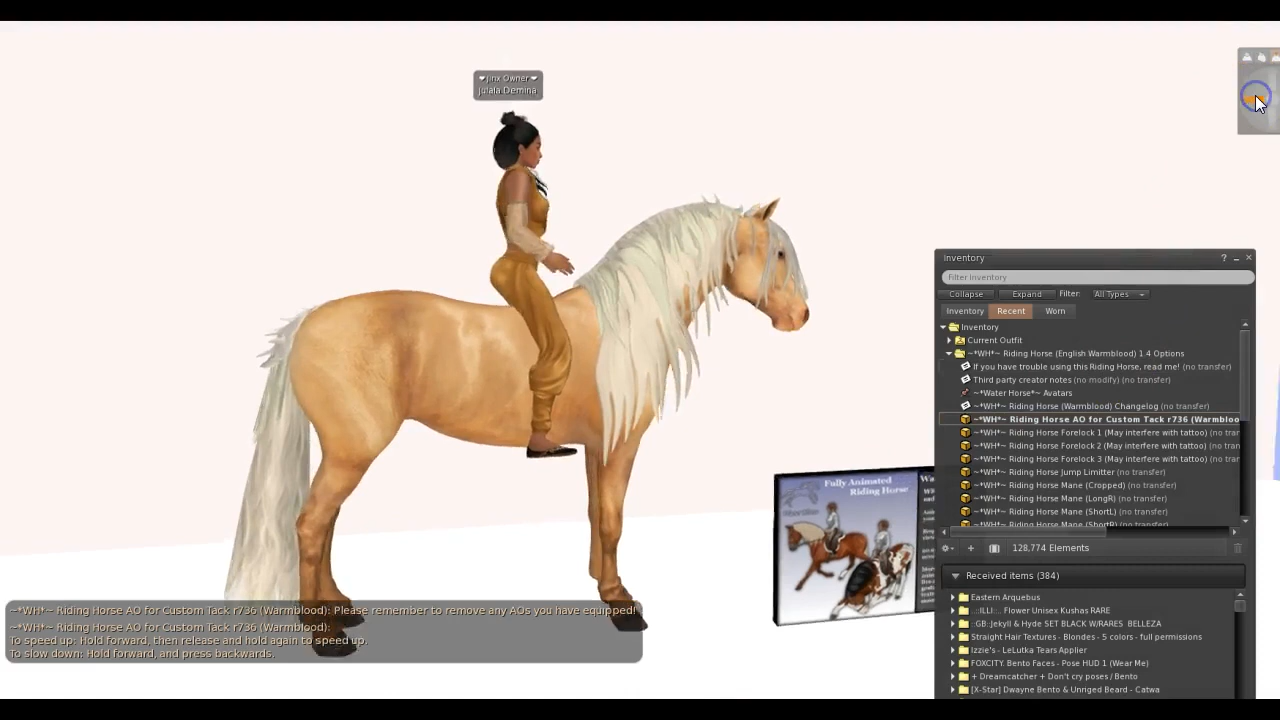 ❤Jinx Owner❤
julala Demina
Inventory
Filter Inventory
Collapse Expand Filter: All Types
Inventory Recent Worn
Inventory
Current Outfit
~*WH*~ Riding Horse (English Warmblood) 1.4 Options
If you have trouble using this Riding Horse, read me! (no transfer)
Third party creator notes (no modify) (no transfer)
~*Water Horse*~ Avatars
~*WH*~ Riding Horse (Warmblood) Changelog (no transfer)
~*WH*~ Riding Horse AO for Custom Tack r736 (Warmbloo
~*WH*~ Riding Horse Forelock 1 (May interfere with tattoo) (no tran
~*WH*~ Riding Horse Forelock 2 (May interfere with tattoo) (no tran
~*WH*~ Riding Horse Forelock 3 (May interfere with tattoo) (no tran
~*WH*~ Riding Horse Jump Limitter (no transfer)
~*WH*~ Riding Horse Mane (Cropped) (no transfer)
~*WH*~ Riding Horse Mane (LongR) (no transfer)
~*WH*~ Riding Horse Mane (ShortL) (no transfer)
~*WH*~ Riding Horse Mane (ShortR) (no transfer)
128,774 Elements
Received items (384)
Eastern Arquebus
.::ILLI::. Flower Unisex Kushas RARE
::GB::Jekyll & Hyde SET BLACK W/RARES BELLEZA
Straight Hair Textures - Blondes - 5 colors - full permissions
Izzie's - LeLutka Tears Applier
FOXCITY. Bento Faces - Pose HUD 1 (Wear Me)
+ Dreamcatcher + Don't cry poses / Bento
[X-Star] Dwayne Bento & Unriged Beard - Catwa
Fully Animated
Riding Horse
~*WH*~ Riding Horse AO for Custom Tack r736 (Warmblood): Please remember to remove any AOs you have equipped!
~*WH*~ Riding Horse AO for Custom Tack r736 (Warmblood):
To speed up: Hold forward, then release and hold again to speed up.
To slow down: Hold forward, and press backwards.